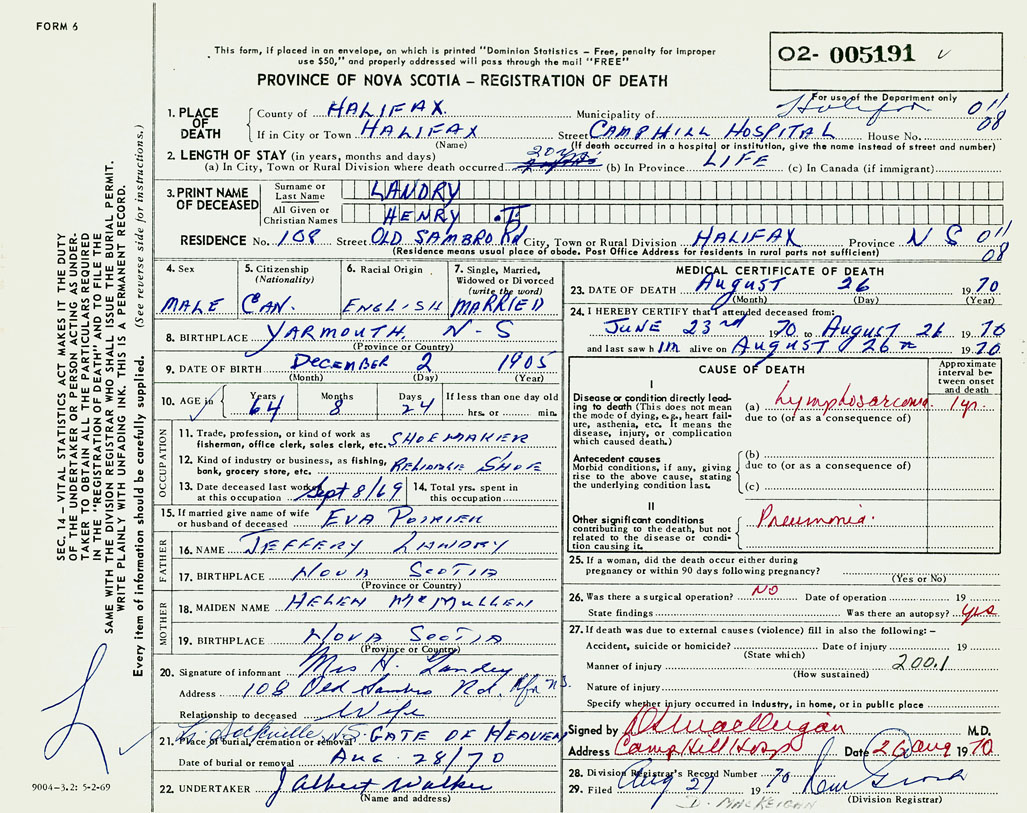 FORM 6
This form, if placed in an envelope, on which is printed "Dominion Statistics – Free, penalty for improper
use $50," and properly addressed will pass through the mail "FREE"
PROVINCE OF NOVA SCOTIA – REGISTRATION OF DEATH
02- 005191
For use of the Department only
SEC. 14 – VITAL STATISTICS ACT MAKES IT THE DUTY
OF THE UNDERTAKER OR PERSON ACTING AS UNDER-
TAKER TO OBTAIN ALL THE PARTICULARS REQUIRED
IN THE "REGISTRATION OF DEATH" AND TO FILE THE
SAME WITH THE DIVISION REGISTRAR WHO SHALL ISSUE THE BURIAL PERMIT.
WRITE PLAINLY WITH UNFADING INK. THIS IS A PERMANENT RECORD.
Every item of information should be carefully supplied. (See reverse side for instructions.)
1. PLACE OF DEATH
County of HALIFAX Municipality of Halifax 011
08
If in City or Town HALIFAX Street CAMPHILL HOSPITAL House No.
(Name) (If death occurred in a hospital or institution, give the name instead of street and number)
2. LENGTH OF STAY (in years, months and days)
(a) In City, Town or Rural Division where death occurred (b) In Province LIFE (c) In Canada (if immigrant)
3. PRINT NAME OF DECEASED
Surname or Last Name LANDRY
All Given or Christian Names HENRY . I
RESIDENCE No. 108 Street OLD SAMBRO Rd City, Town or Rural Division HALIFAX Province N S 011
08
(Residence means usual place of abode. Post Office Address for residents in rural parts not sufficient)
4. Sex MALE
5. Citizenship (Nationality) CAN.
6. Racial Origin ENGLISH
7. Single, Married, Widowed or Divorced (write the word) MARRIED
8. BIRTHPLACE YARMOUTH, N-S
(Province or Country)
9. DATE OF BIRTH DECEMBER 2 1905
(Month) (Day) (Year)
10. AGE in Years 64 Months 8 Days 24 If less than one day old hrs. or min.
OCCUPATION
11. Trade, profession, or kind of work as fisherman, office clerk, sales clerk, etc. SHOEMAKER
12. Kind of industry or business, as fishing, bank, grocery store, etc. RELIABLE SHOE
13. Date deceased last worked at this occupation Sept 8/69 14. Total yrs. spent in this occupation
15. If married give name of wife or husband of deceased EVA POIRIER
FATHER
16. NAME JEFFERY LANDRY
17. BIRTHPLACE NOVA SCOTIA
(Province or Country)
MOTHER
18. MAIDEN NAME HELEN McMULLEN
19. BIRTHPLACE NOVA SCOTIA
(Province or Country)
20. Signature of informant Mrs H. Landry
Address 108 Old Sambro Rd. Hfx N.S.
Relationship to deceased Wife
21. Place of burial, cremation or removal Sackville, N.S. GATE OF HEAVEN
Date of burial or removal AUG. 28/70
22. UNDERTAKER J Albert Walker
(Name and address)
9004-3.2: 5-2-69
MEDICAL CERTIFICATE OF DEATH
23. DATE OF DEATH AUGUST 26 1970
(Month) (Day) (Year)
24. I HEREBY CERTIFY that I attended deceased from:
JUNE 23rd 1970 to AUGUST 26 1970
and last saw him alive on AUGUST 26th 1970
CAUSE OF DEATH
Approximate interval between onset and death
I
Disease or condition directly leading to death (This does not mean the mode of dying, e.g., heart failure, asthenia, etc. It means the disease, injury, or complication which caused death.)
(a) Lymphosarcoma 1 yr.
due to (or as a consequence of)
Antecedent causes
Morbid conditions, if any, giving rise to the above cause, stating the underlying condition last.
(b)
due to (or as a consequence of)
(c)
II
Other significant conditions contributing to the death, but not related to the disease or condition causing it.
Pneumonia.
25. If a woman, did the death occur either during pregnancy or within 90 days following pregnancy?
(Yes or No)
26. Was there a surgical operation? NO Date of operation 19
State findings Was there an autopsy? yes
27. If death was due to external causes (violence) fill in also the following: –
Accident, suicide or homicide? Date of injury 19
(State which)
Manner of injury 200.1
(How sustained)
Nature of injury
Specify whether injury occurred in Industry, in home, or in public place
Signed by M.D.
Address Camp Hill Hosp Date 26 Aug 1970
28. Division Registrar's Record Number
29. Filed Aug 27 1970
(Division Registrar)
D. MacKEIGAN